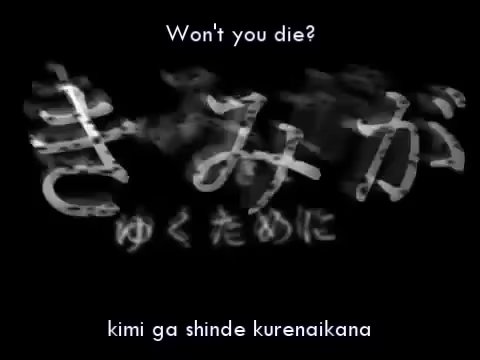 Won't you die?
きみが
ゆくために
kimi ga shinde kurenaikana